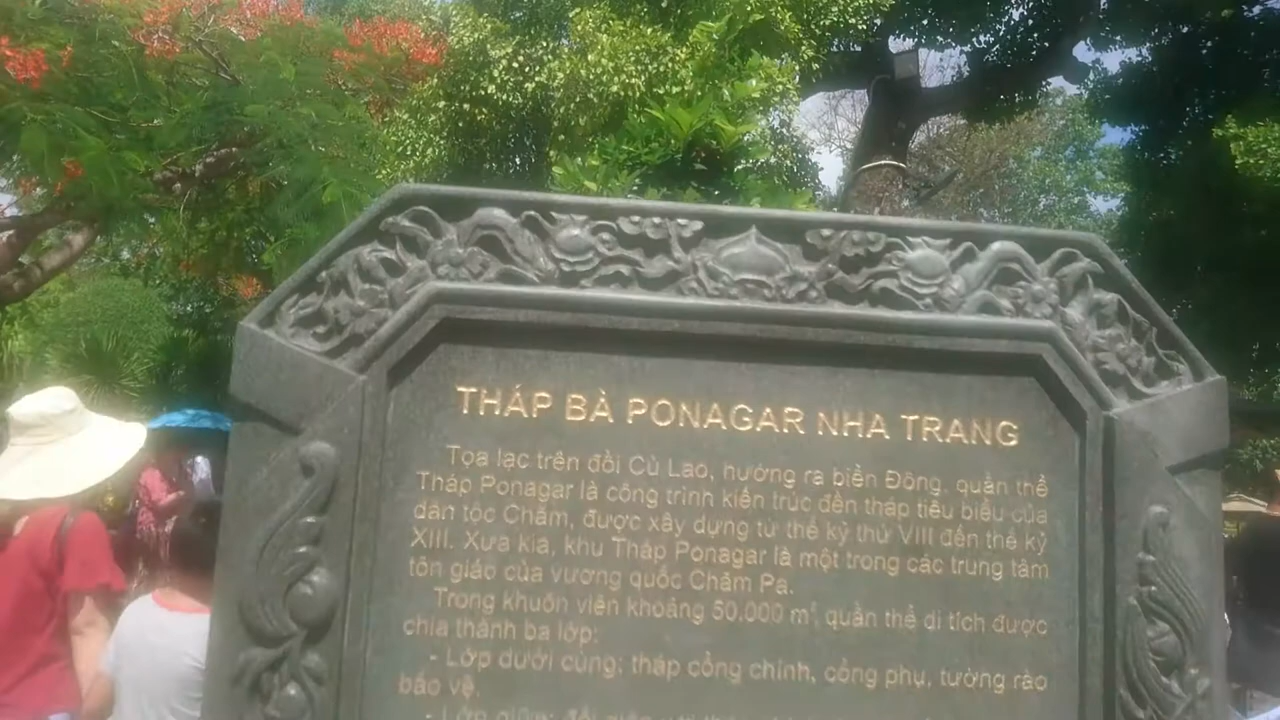 THÁP BÀ PONAGAR NHA TRANG
Tọa lạc trên đồi Cù Lao, hướng ra biển Đông, quần thể
Tháp Ponagar là công trình kiến trúc đền tháp tiêu biểu của
dân tộc Chăm, được xây dựng từ thế kỷ thứ VIII đến thế kỷ
XIII. Xưa kia, khu Tháp Ponagar là một trong các trung tâm
tôn giáo của vương quốc Chăm Pa.
Trong khuôn viên khoảng 50.000 m², quần thể di tích được
chia thành ba lớp:
- Lớp dưới cùng: tháp cổng chính, cổng phụ, tường rào
bảo vệ.
- Lớp giữa: